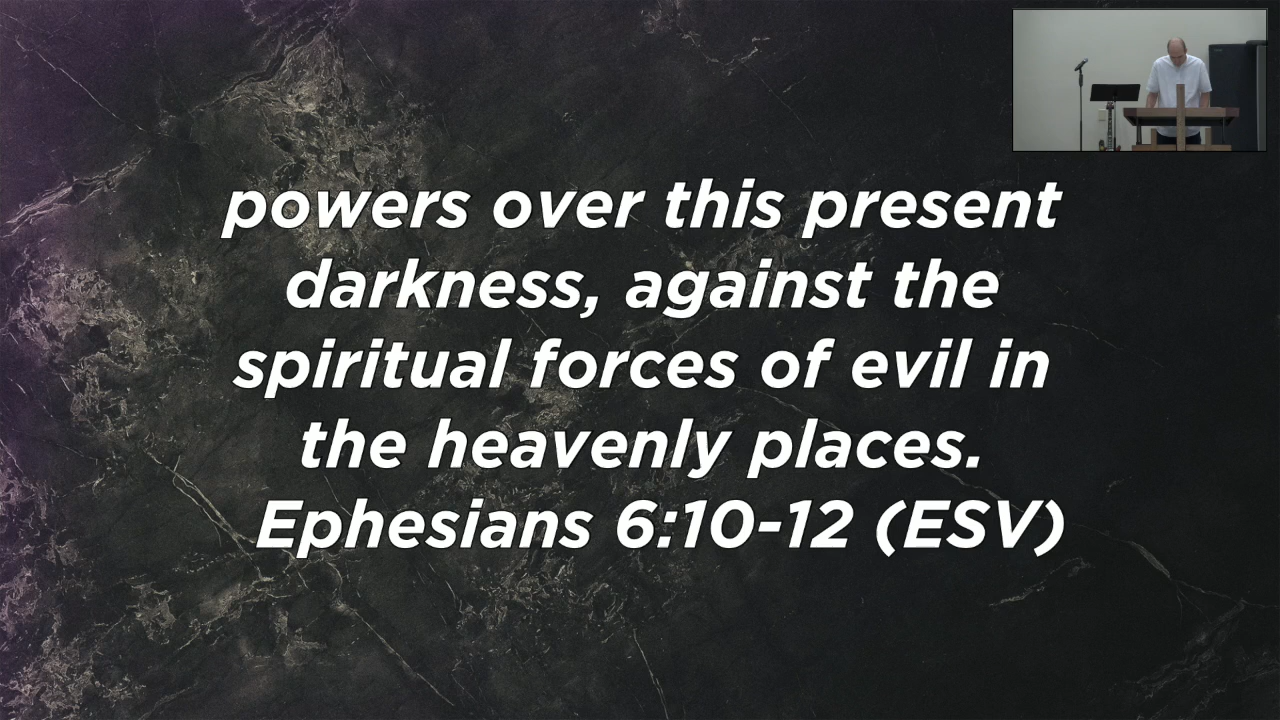 powers over this present
darkness, against the
spiritual forces of evil in
the heavenly places.
Ephesians 6:10-12 (ESV)